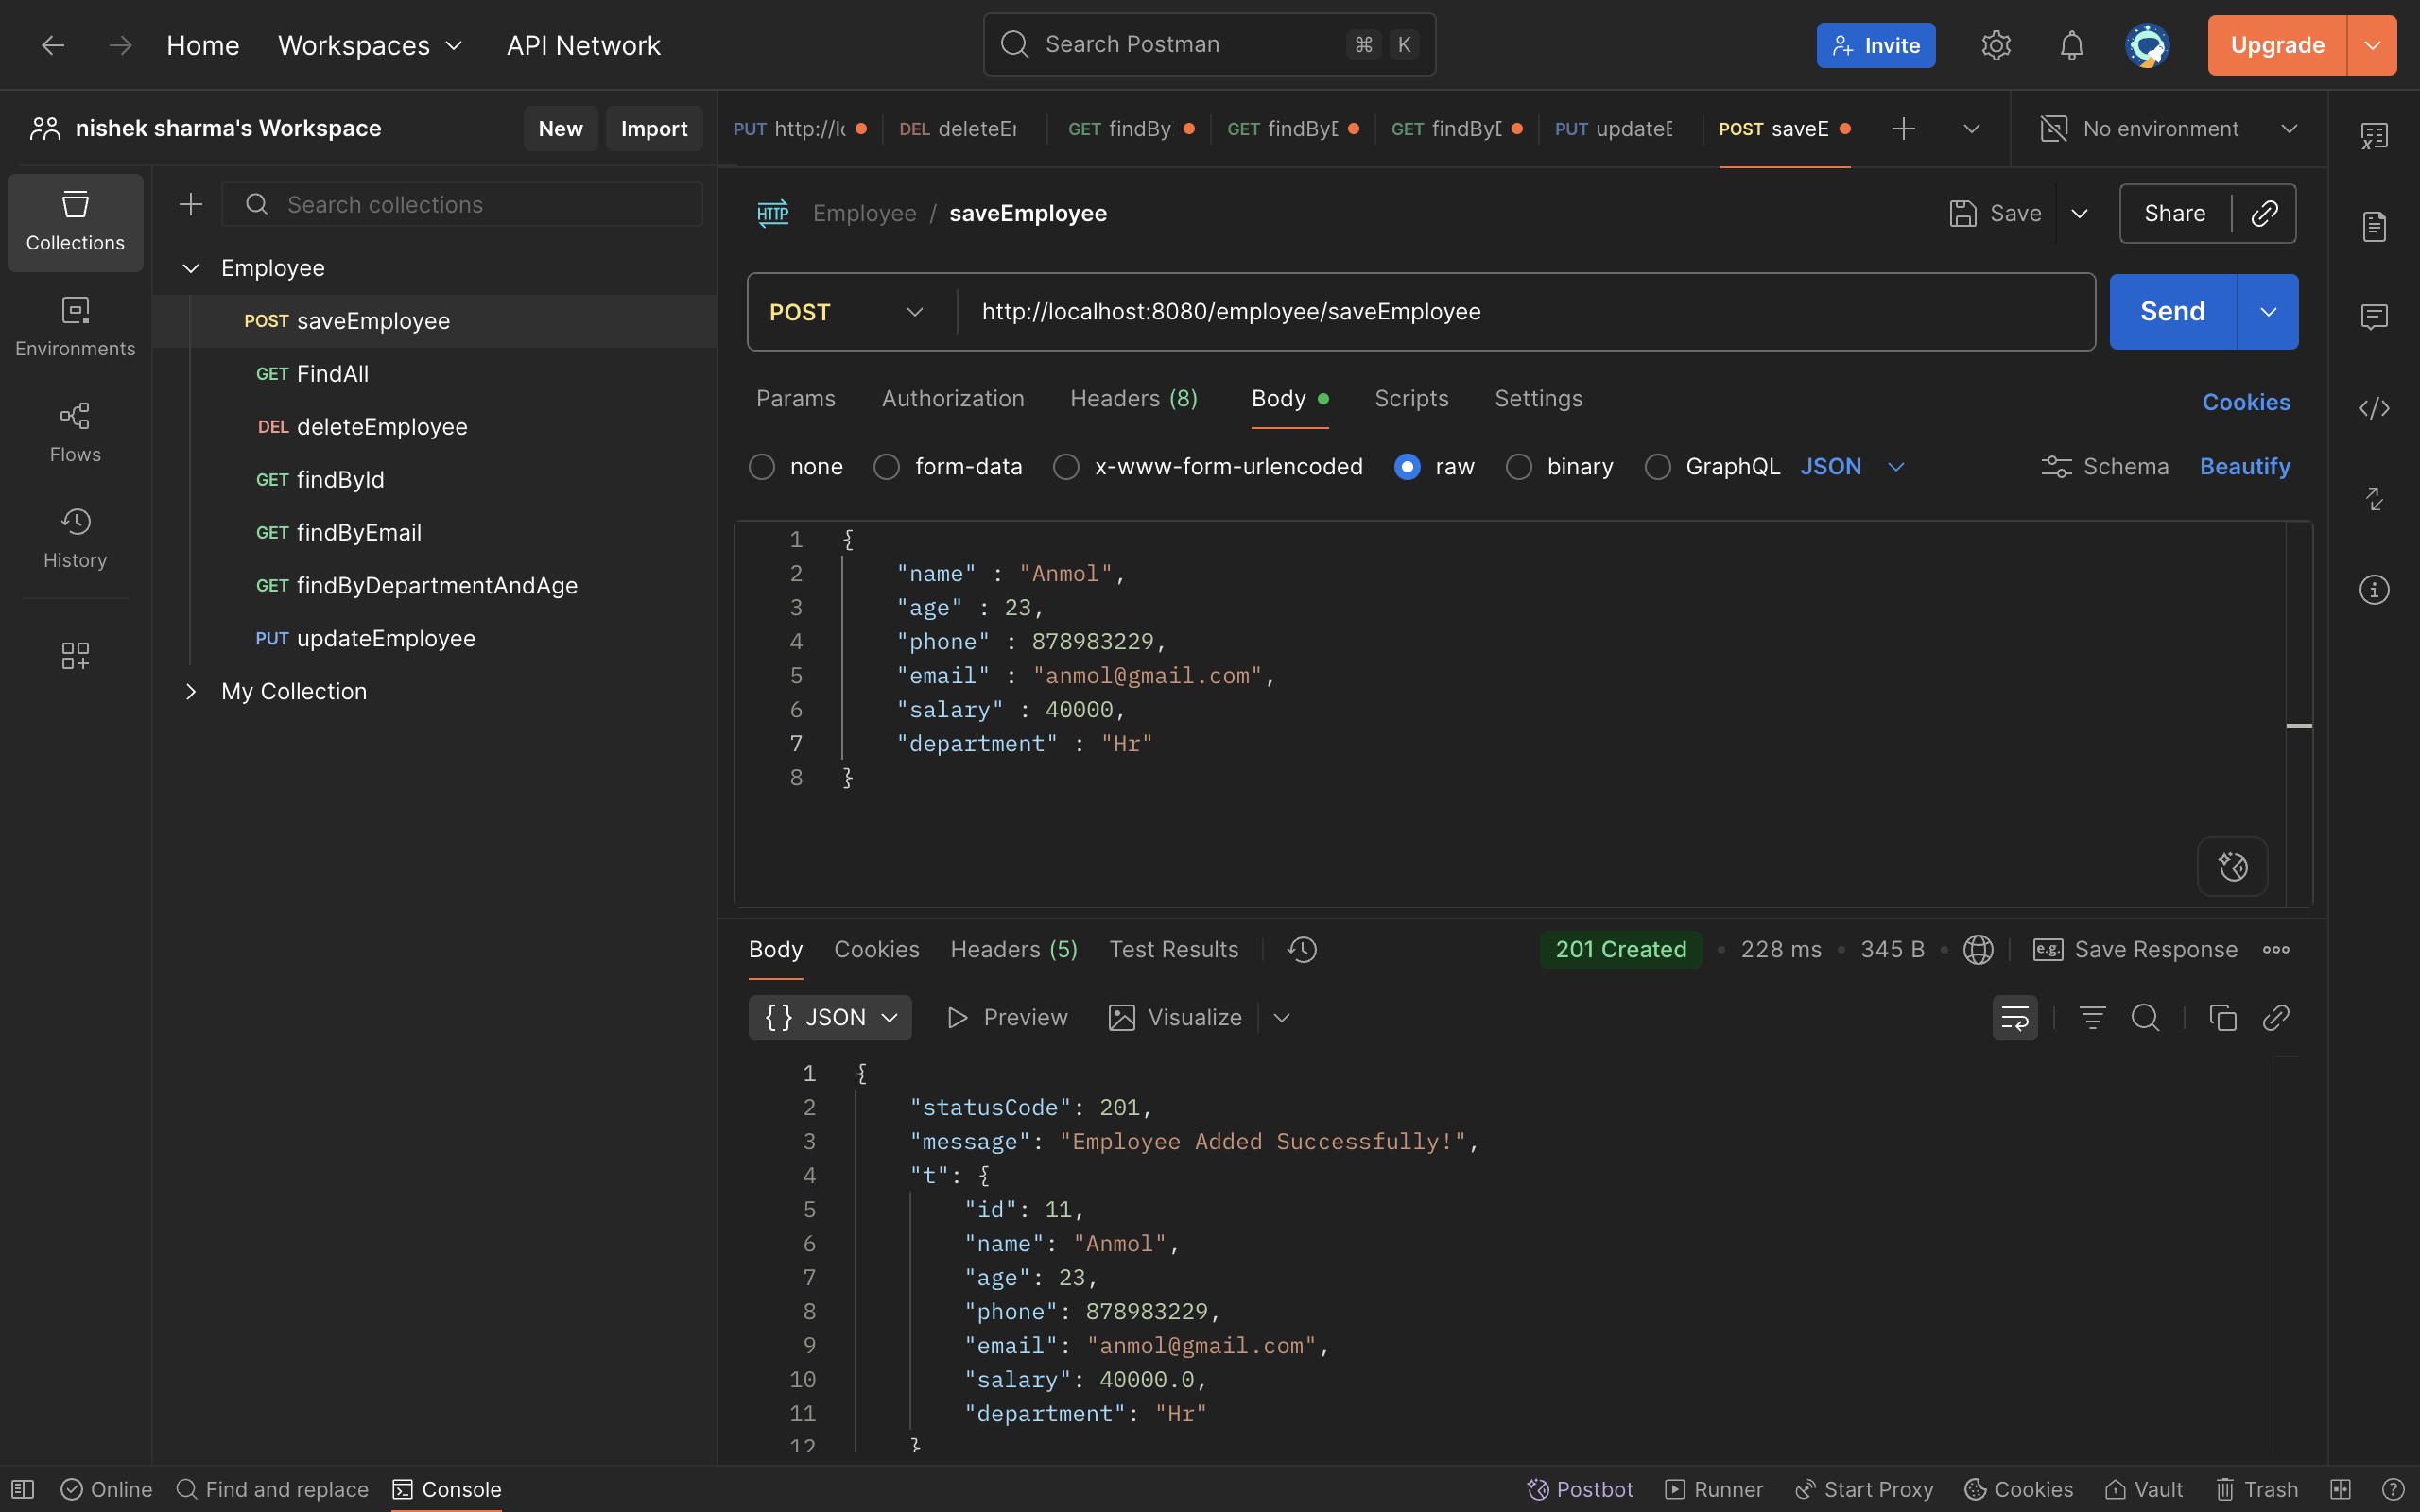 Home Workspaces API Network Search Postman ⌘ K Invite Upgrade
nishek sharma's Workspace New Import PUT http://lo DEL deleteEr GET findBy GET findByE GET findByD PUT updateE POST saveE No environment
Collections
Environments
Flows
History
Search collections
Employee
POST saveEmployee
GET FindAll
DEL deleteEmployee
GET findById
GET findByEmail
GET findByDepartmentAndAge
PUT updateEmployee
My Collection
HTTP Employee / saveEmployee Save Share
POST http://localhost:8080/employee/saveEmployee Send
Params Authorization Headers (8) Body Scripts Settings Cookies
none form-data x-www-form-urlencoded raw binary GraphQL JSON Schema Beautify
1 {
2 "name" : "Anmol",
3 "age" : 23,
4 "phone" : 878983229,
5 "email" : "anmol@gmail.com",
6 "salary" : 40000,
7 "department" : "Hr"
8 }
Body Cookies Headers (5) Test Results 201 Created 228 ms 345 B e.g. Save Response
{} JSON Preview Visualize
1 {
2 "statusCode": 201,
3 "message": "Employee Added Successfully!",
4 "t": {
5 "id": 11,
6 "name": "Anmol",
7 "age": 23,
8 "phone": 878983229,
9 "email": "anmol@gmail.com",
10 "salary": 40000.0,
11 "department": "Hr"
12 }
Online Find and replace Console Postbot Runner Start Proxy Cookies Vault Trash